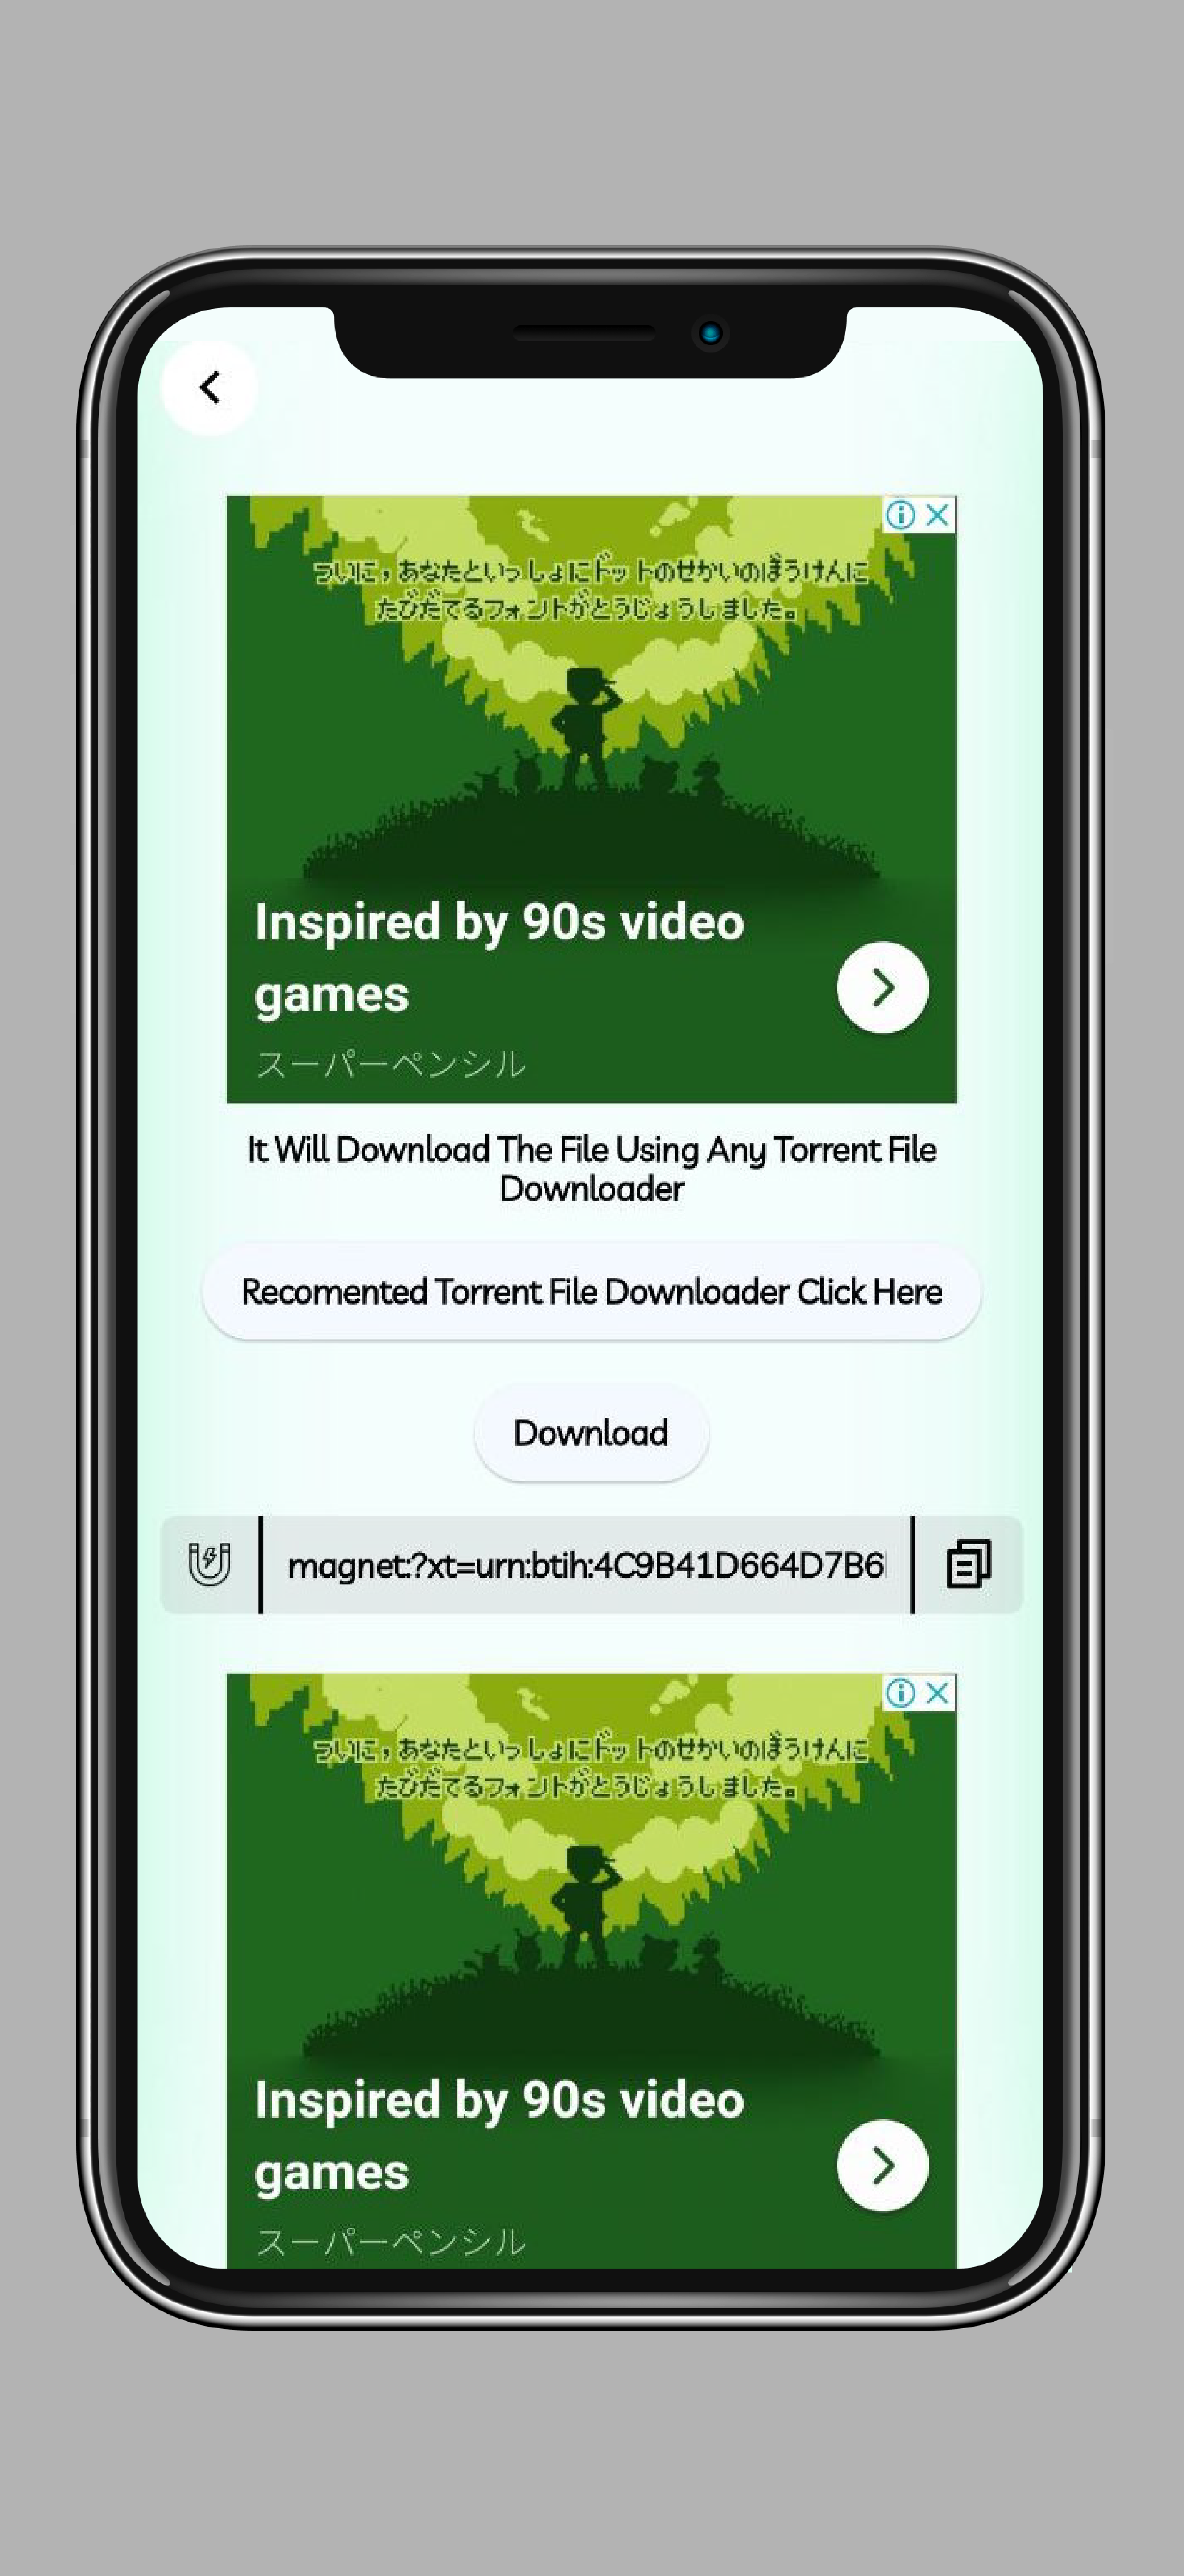 ついに，あなたといっしょにドットのせかいのぼうけんに
たびだてるフォントがとうじょうしました。
Inspired by 90s video
games
スーパーペンシル
It Will Download The File Using Any Torrent File
Downloader
Recomented Torrent File Downloader Click Here
Download
magnet:?xt=urn:btih:4C9B41D664D7B6
ついに，あなたといっしょにドットのせかいのぼうけんに
たびだてるフォントがとうじょうしました。
Inspired by 90s video
games
スーパーペンシル